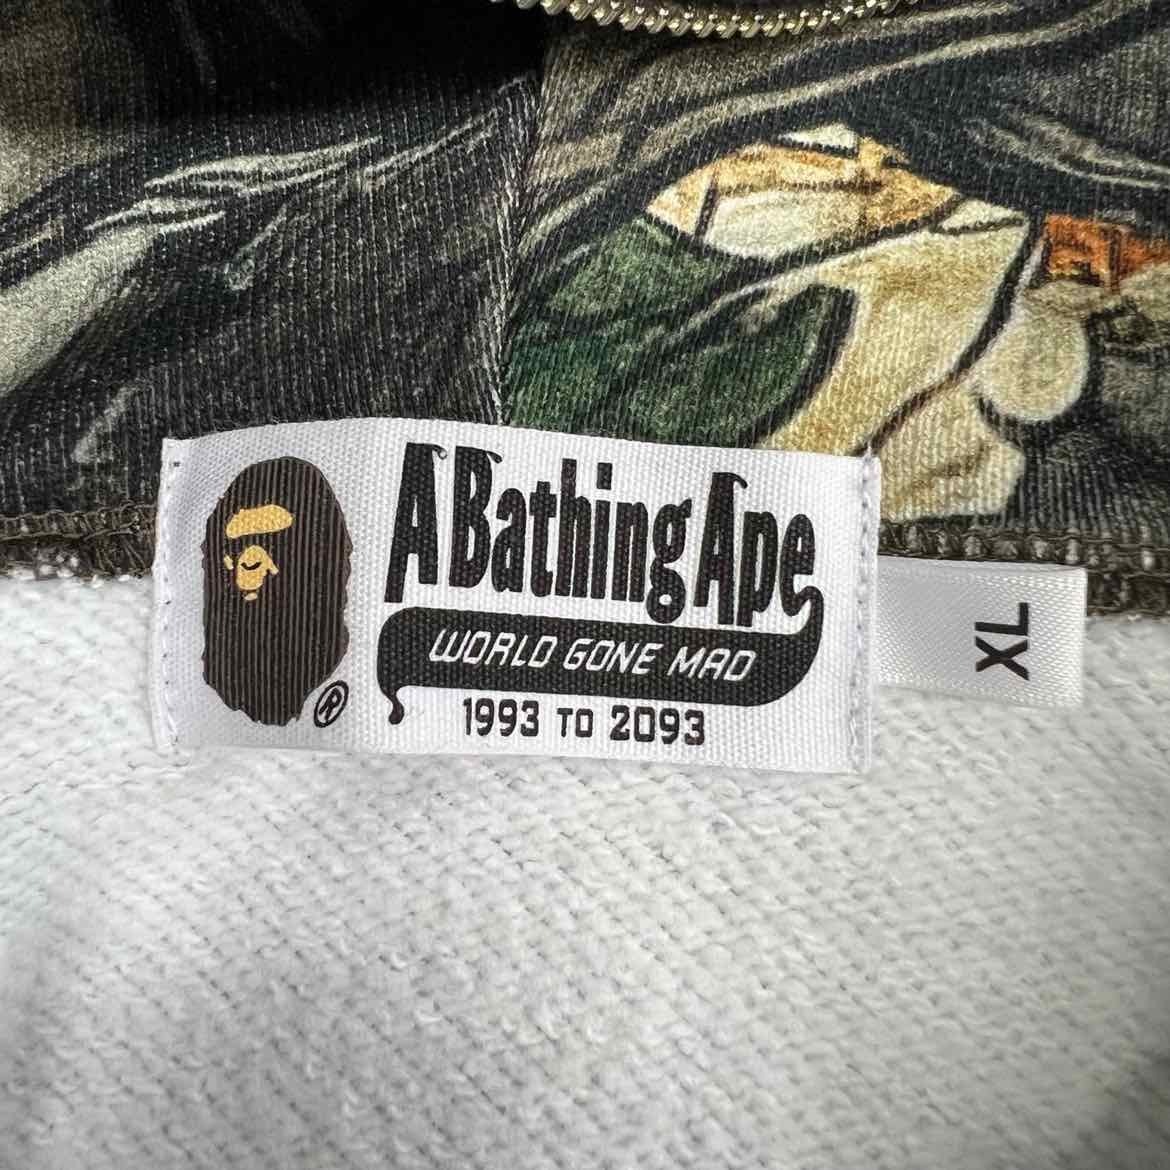 A Bathing Ape
WORLD GONE MAD
1993 TO 2093
®
XL